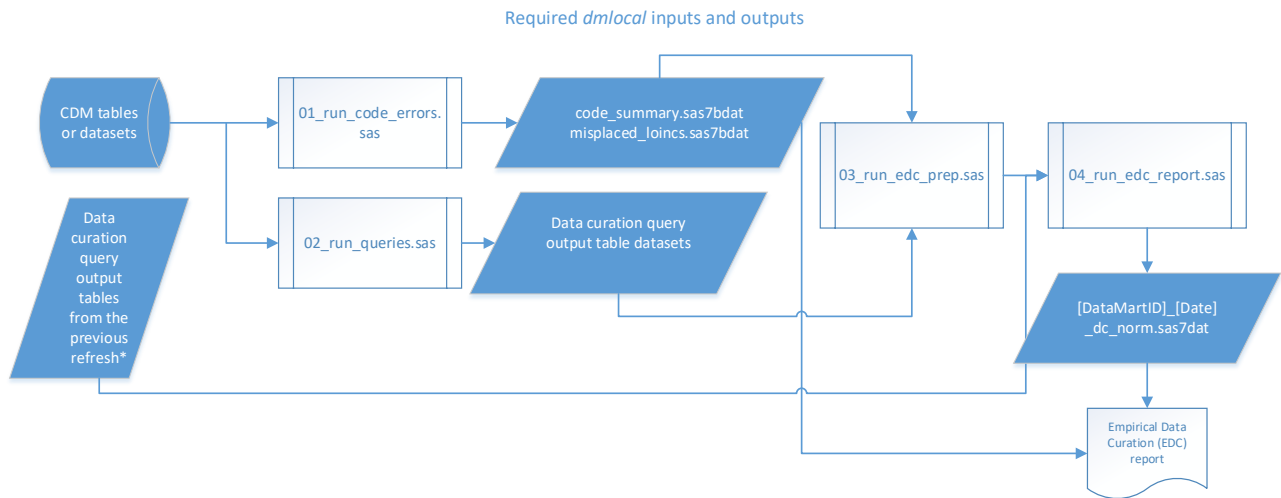 Required dmlocal inputs and outputs
CDM tables
or datasets
01_run_code_errors.
sas
code_summary.sas7bdat
misplaced_loincs.sas7bdat
03_run_edc_prep.sas
04_run_edc_report.sas
Data
curation
query
output
tables
from the
previous
refresh*
02_run_queries.sas
Data curation query
output table datasets
[DataMartID]_[Date]
_dc_norm.sas7dat
Empirical Data
Curation (EDC)
report